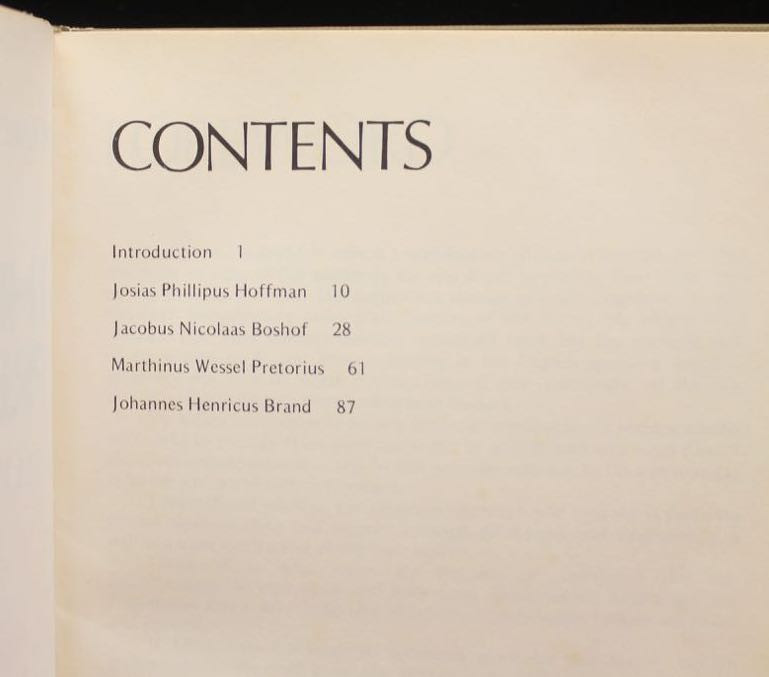 CONTENTS
Introduction 1
Josias Phillipus Hoffman 10
Jacobus Nicolaas Boshof 28
Marthinus Wessel Pretorius 61
Johannes Henricus Brand 87